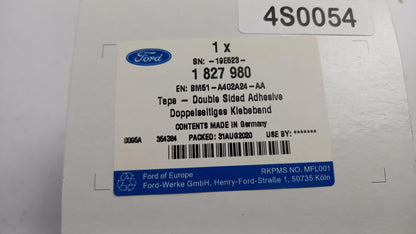 4S0054
Ford
1 x
SN: -19E523-
1 827 980
EN: BM51-A402A24-AA
Tape - Double Sided Adhesive
Doppelseitiges Klebeband
CONTENTS MADE IN Germany
0095A 354384 PACKED: 31AUG2020 USE BY: *******
Ford of Europe RKPMS NO. MFL001
Ford-Werke GmbH, Henry-Ford-Straße 1, 50735 Köln